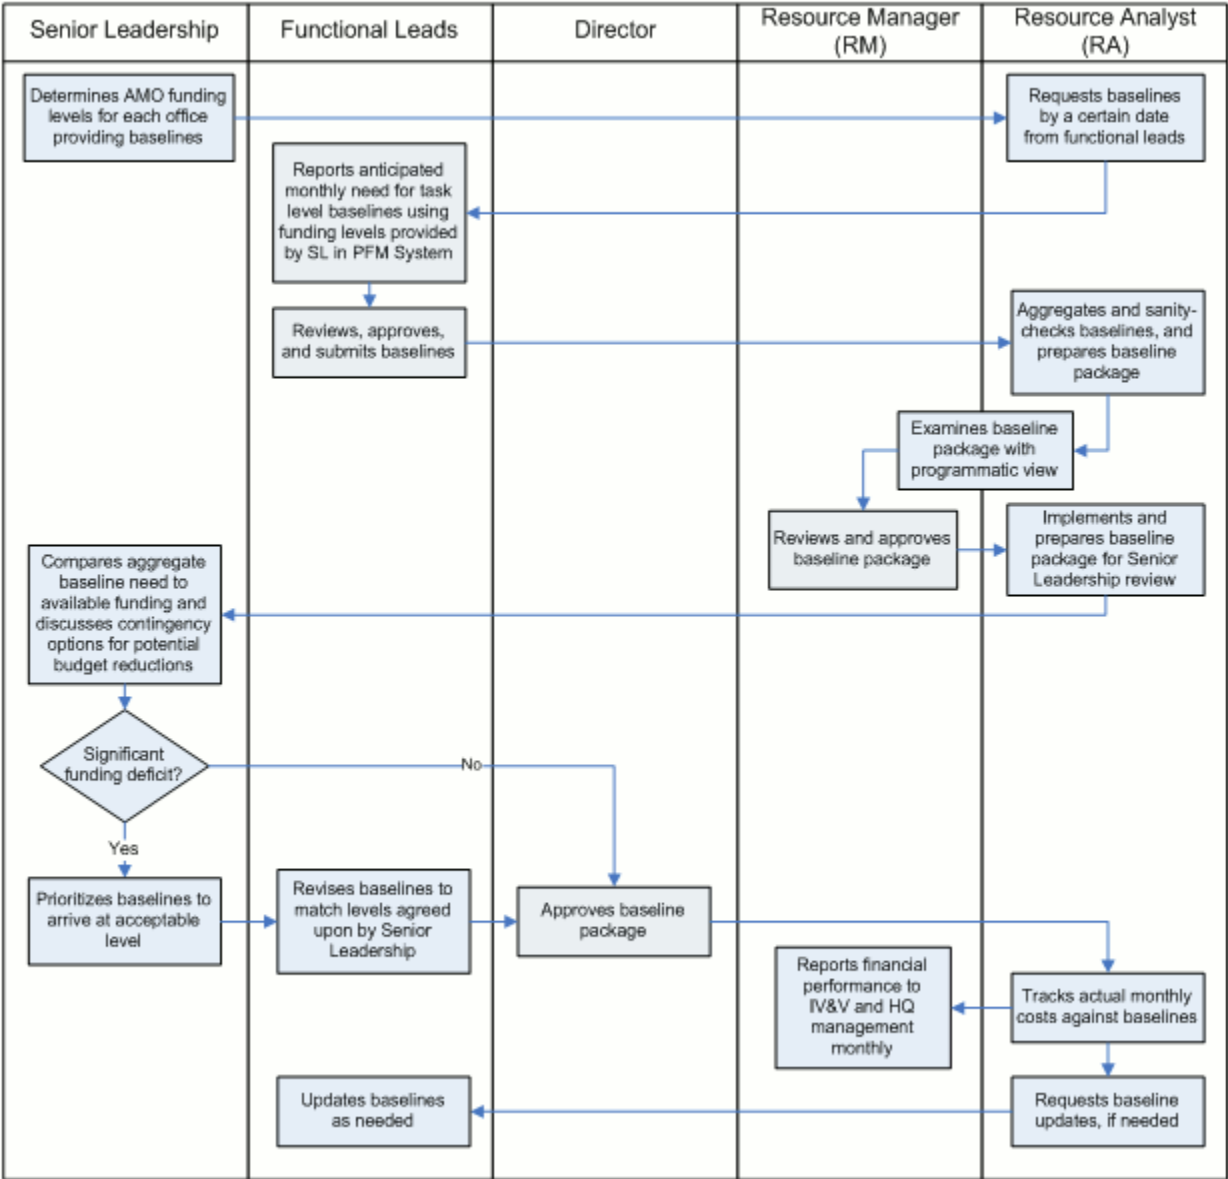 Senior Leadership
Functional Leads
Director
Resource Manager
(RM)
Resource Analyst
(RA)
Determines AMO funding
levels for each office
providing baselines
Requests baselines
by a certain date
from functional leads
Reports anticipated
monthly need for task
level baselines using
funding levels provided
by SL in PFM System
Reviews, approves,
and submits baselines
Aggregates and sanity-
checks baselines, and
prepares baseline
package
Examines baseline
package with
programmatic view
Reviews and approves
baseline package
Implements and
prepares baseline
package for Senior
Leadership review
Compares aggregate
baseline need to
available funding and
discusses contingency
options for potential
budget reductions
Significant
funding deficit?
No
Yes
Prioritizes baselines to
arrive at acceptable
level
Revises baselines to
match levels agreed
upon by Senior
Leadership
Approves baseline
package
Reports financial
performance to
IV&V and HQ
management
monthly
Tracks actual monthly
costs against baselines
Updates baselines
as needed
Requests baseline
updates, if needed